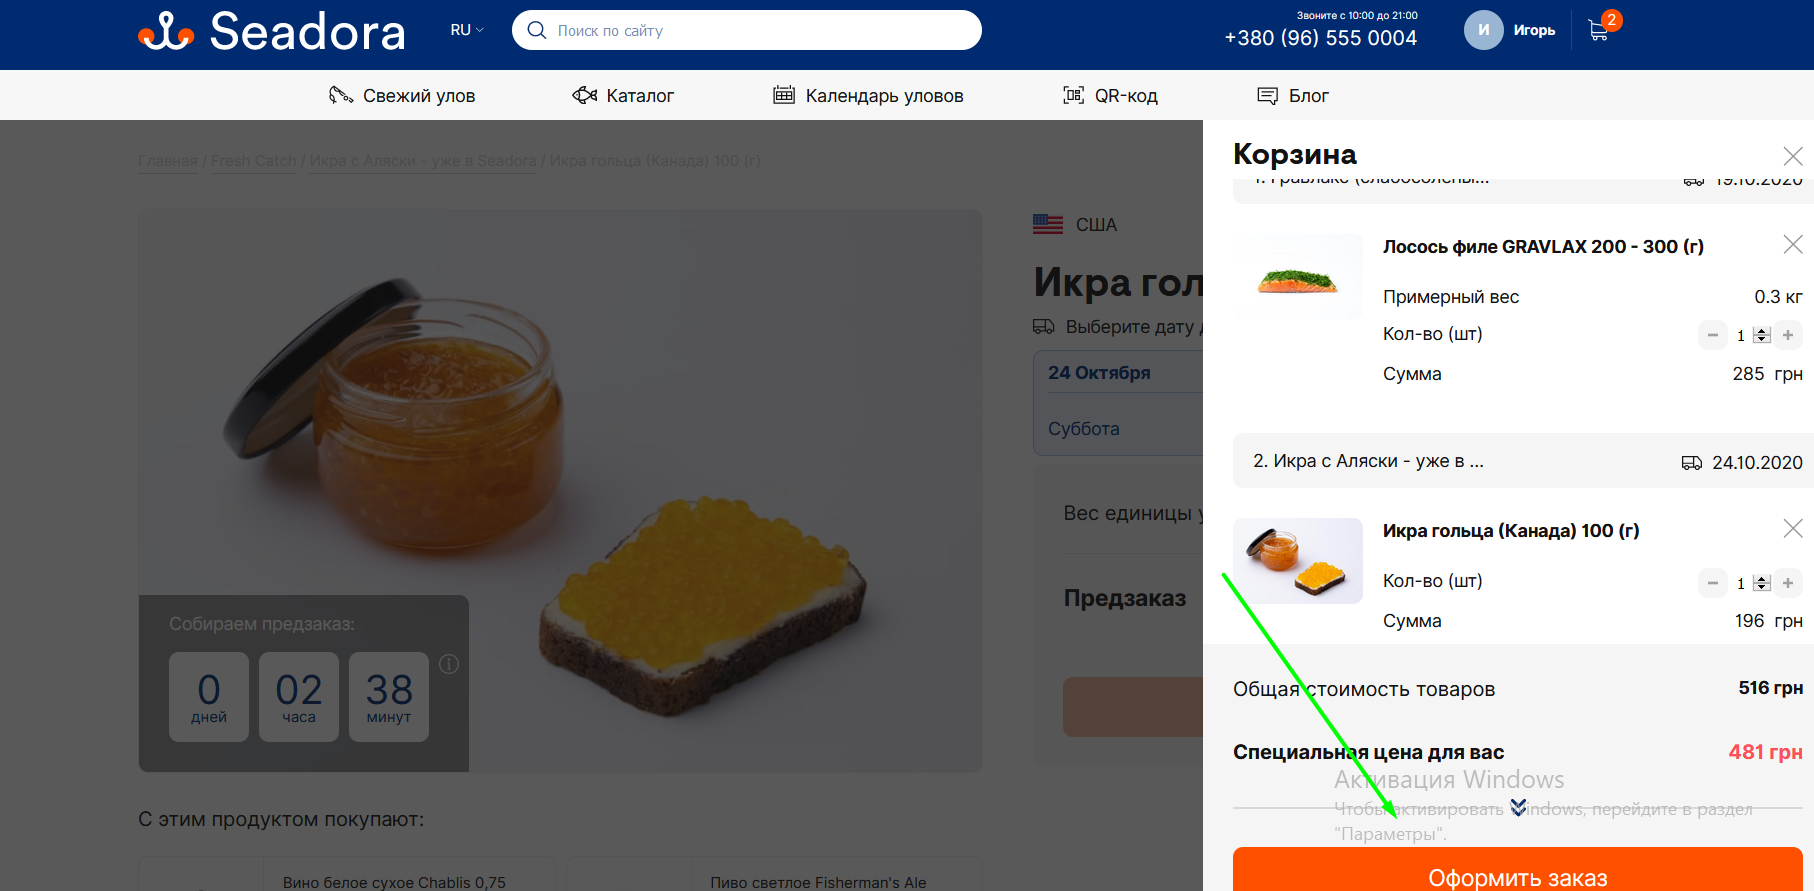 Seadora
RU
Поиск по сайту
Звоните с 10:00 до 21:00
+380 (96) 555 0004
И
Игорь
2
Свежий улов
Каталог
Календарь уловов
QR-код
Блог
Главная / Fresh Catch / Икра с Аляски - уже в Seadora / Икра гольца (Канада) 100 (г)
США
Икра гол
Выберите дату д
24 Октября
Суббота
Вес единицы у
Предзаказ
Собираем предзаказ:
0
дней
02
часа
38
минут
С этим продуктом покупают:
Вино белое сухое Chablis 0,75
Пиво светлое Fisherman's Ale
Корзина
1. Гравлакс (слабосолены...
19.10.2020
Лосось филе GRAVLAX 200 - 300 (г)
Примерный вес
0.3 кг
Кол-во (шт)
− 1 +
Сумма
285 грн
2. Икра с Аляски - уже в ...
24.10.2020
Икра гольца (Канада) 100 (г)
Кол-во (шт)
− 1 +
Сумма
196 грн
Общая стоимость товаров
516 грн
Специальная цена для вас
481 грн
Активация Windows
Чтобы активировать Windows, перейдите в раздел
"Параметры".
Оформить заказ